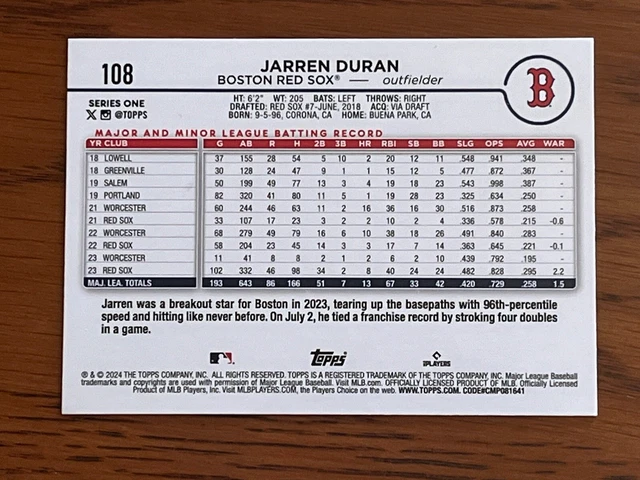 108
JARREN DURAN
BOSTON RED SOX® — outfielder
B
SERIES ONE
X @TOPPS
HT: 6'2" WT: 205 BATS: LEFT THROWS: RIGHT
DRAFTED: RED SOX #7-JUNE, 2018 ACQ: VIA DRAFT
BORN: 9-5-96, CORONA, CA HOME: BUENA PARK, CA
MAJOR AND MINOR LEAGUE BATTING RECORD
YR CLUB G AB R H 2B 3B HR RBI SB BB SLG OPS AVG WAR
18 LOWELL 37 155 28 54 5 10 2 20 12 11 .548 .941 .348 -
18 GREENVILLE 30 128 24 47 9 1 1 15 12 5 .477 .872 .367 -
19 SALEM 50 199 49 77 13 3 4 19 18 23 .543 .998 .387 -
19 PORTLAND 82 320 41 80 11 5 1 19 28 23 .325 .634 .250 -
21 WORCESTER 60 244 46 63 11 2 16 36 16 30 .516 .873 .258 -
21 RED SOX 33 107 17 23 3 2 2 10 2 4 .336 .578 .215 -0.6
22 WORCESTER 68 279 49 79 16 6 10 38 18 26 .491 .840 .283 -
22 RED SOX 58 204 23 45 14 3 3 17 7 14 .363 .645 .221 -0.1
23 WORCESTER 11 41 8 8 2 1 2 6 2 10 .439 .792 .195 -
23 RED SOX 102 332 46 98 34 2 8 40 24 24 .482 .828 .295 2.2
MAJ. LEA. TOTALS 193 643 86 166 51 7 13 67 33 42 .420 .729 .258 1.5
Jarren was a breakout star for Boston in 2023, tearing up the basepaths with 96th-percentile
speed and hitting like never before. On July 2, he tied a franchise record by stroking four doubles
in a game.
Topps
PLAYERS
® & © 2024 THE TOPPS COMPANY, INC. ALL RIGHTS RESERVED. TOPPS IS A REGISTERED TRADEMARK OF THE TOPPS COMPANY, INC. Major League Baseball
trademarks and copyrights are used with permission of Major League Baseball. Visit MLB.com. OFFICIALLY LICENSED PRODUCT OF MLB. Officially Licensed
Product of MLB Players, Inc. Visit MLBPLAYERS.COM, the Players Choice on the web. WWW.TOPPS.COM. CODE#CMP081641